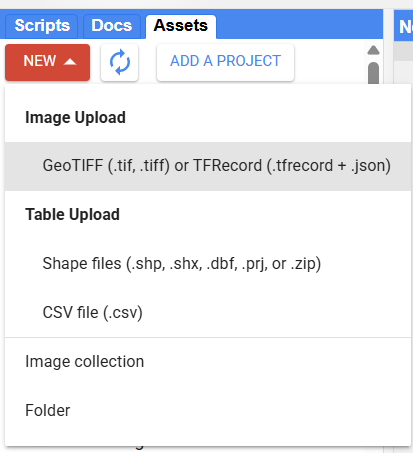 Scripts Docs Assets
NEW ADD A PROJECT
Image Upload
GeoTIFF (.tif, .tiff) or TFRecord (.tfrecord + .json)
Table Upload
Shape files (.shp, .shx, .dbf, .prj, or .zip)
CSV file (.csv)
Image collection
Folder